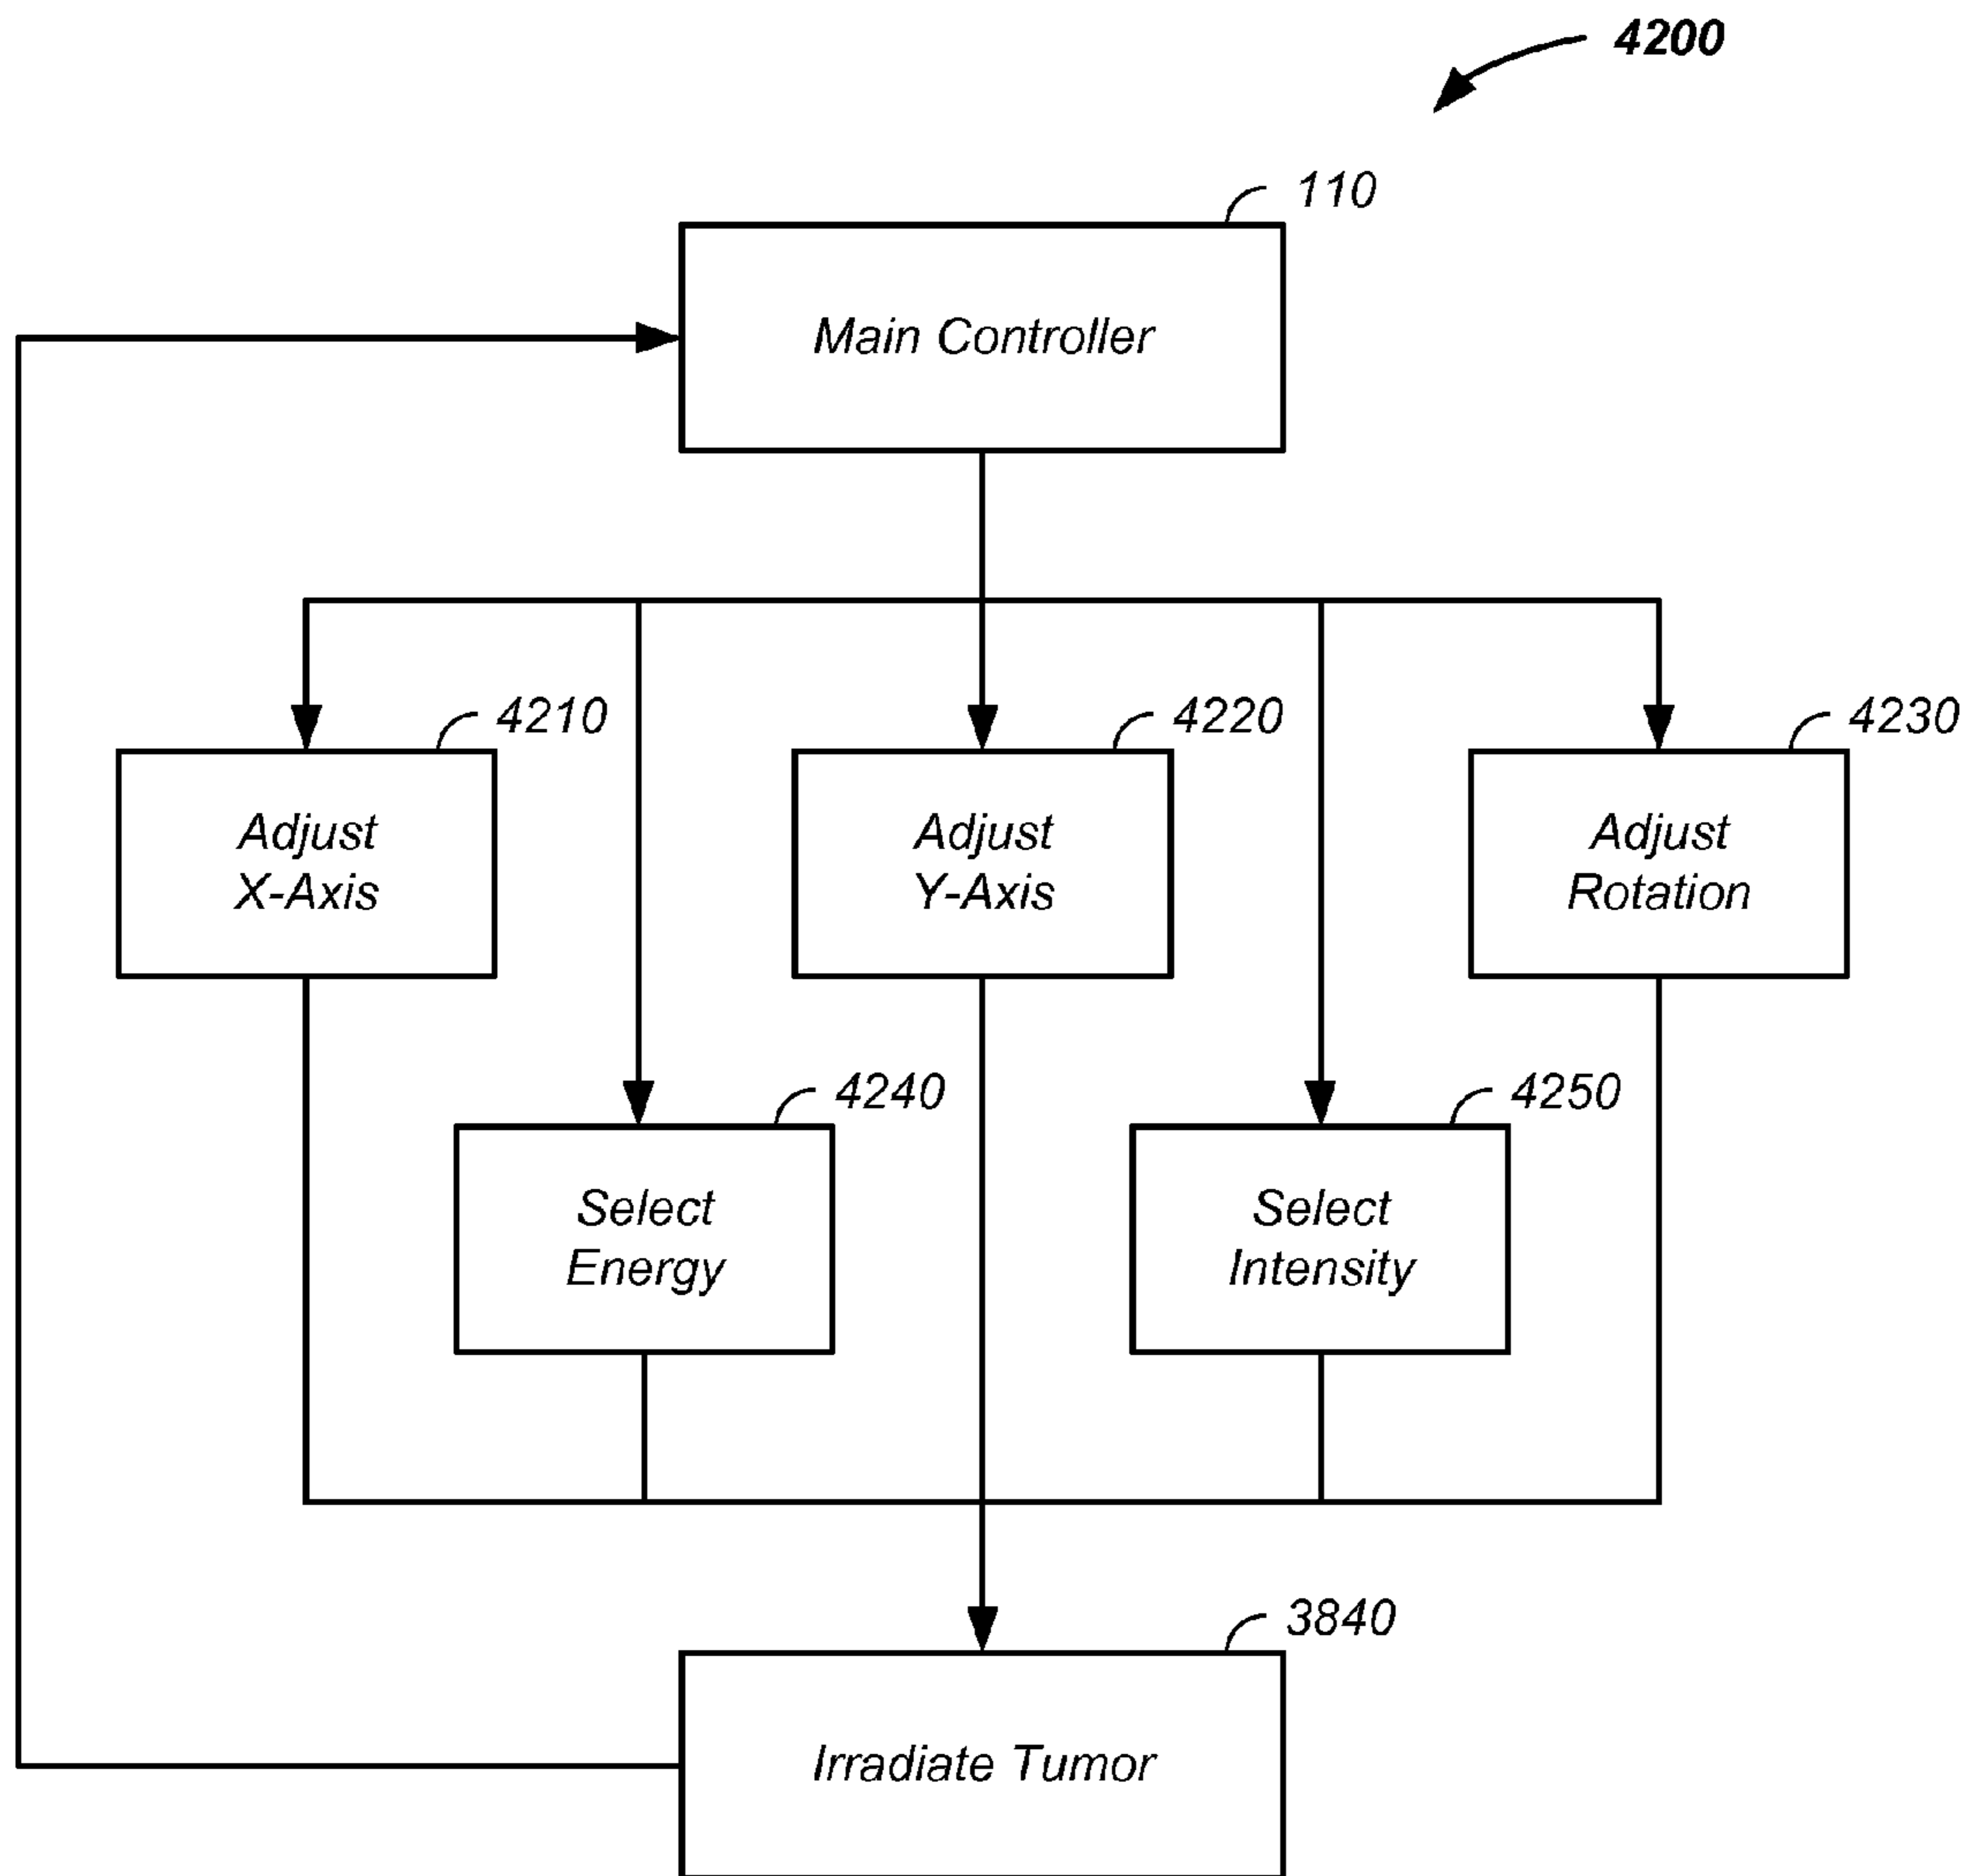 4200
110
Main Controller
4210
4220
4230
Adjust
X-Axis
Adjust
Y-Axis
Adjust
Rotation
4240
4250
Select
Energy
Select
Intensity
3840
Irradiate Tumor